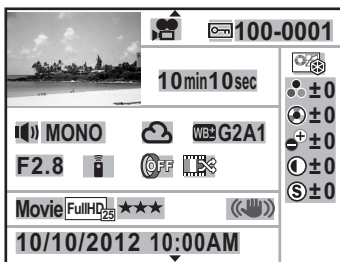 100-0001
10min10sec
±0
MONO WB± G2A1
±0
±0
F2.8 OFF
±0
S ±0
Movie FullHD 25 ★★★
10/10/2012 10:00AM